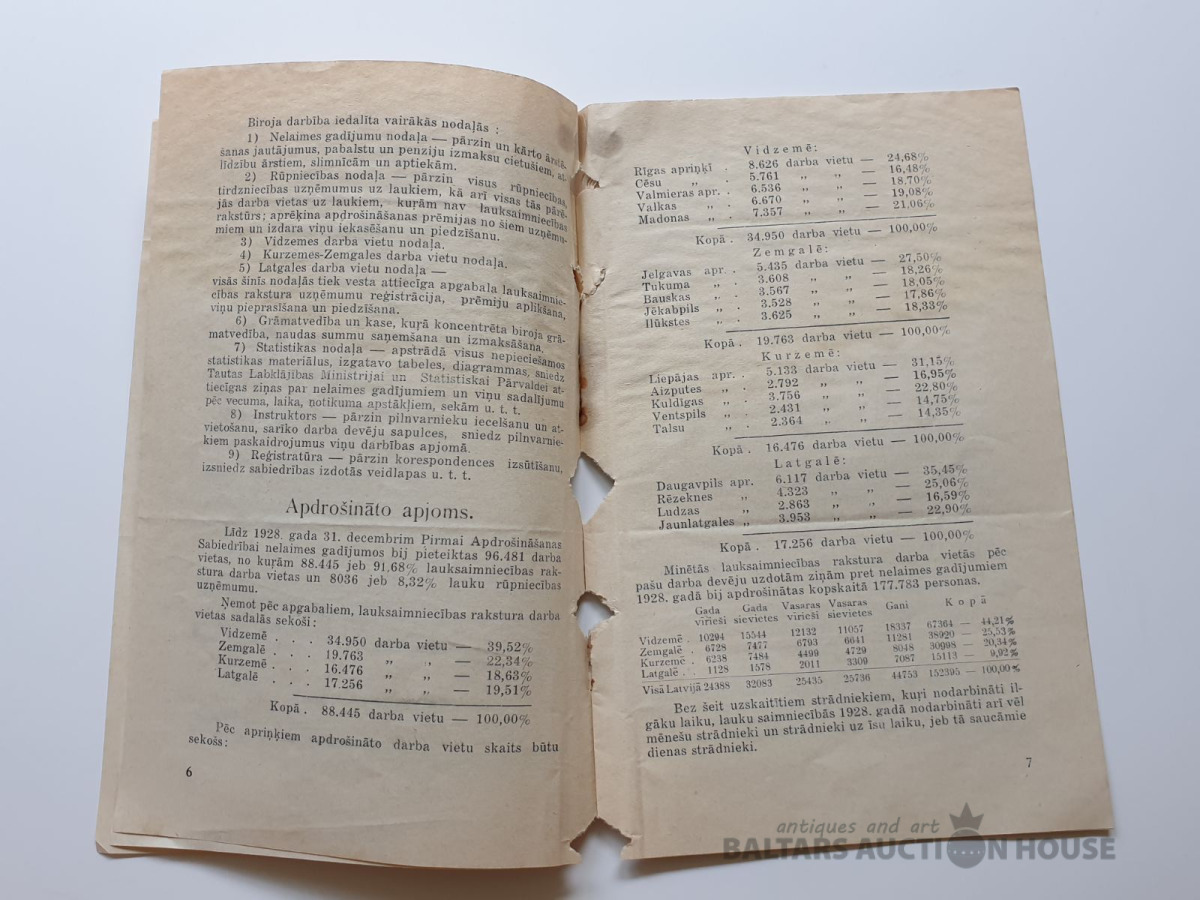 Biroja darbība iedalīta vairākās nodaļās :
1) Nelaimes gadījumu nodaļa — pārzin un kārto ārstē-
šanas jautājumus, pabalstu un penziju izmaksu cietušiem, at-
līdzību ārstiem, slimnīcām un aptiekām.
2) Rūpniecības nodaļa — pārzin visus rūpniecības,
tirdzniecības uzņēmumus uz laukiem, kā arī visas tās pārē-
jās darba vietas uz laukiem, kuŗām nav lauksaimniecības
rakstūrs; aprēķina apdrošināšanas prēmijas no šiem uzņēmu-
miem un izdara viņu iekasēšanu un piedzīšanu.
3) Vidzemes darba vietu nodaļa.
4) Kurzemes-Zemgales darba vietu nodaļa.
5) Latgales darba vietu nodaļa —
visās šinīs nodaļās tiek vesta attiecīga apgabala lauksaimnie-
cības rakstura uzņēmumu reģistrācija, prēmiju aplikšana,
viņu pieprasīšana un piedzīšana.
6) Grāmatvedība un kase, kuŗā koncentrēta biroja grā-
matvedība, naudas summu saņemšana un izmaksāšana.
7) Statistikas nodaļa — apstrādā visus nepieciešamos
statistikas materiālus, izgatavo tabeles, diagrammas, sniedz
Tautas Labklājības Ministrijai un Statistiskai Pārvaldei at-
tiecīgas ziņas par nelaimes gadījumiem un viņu sadalījumu
pēc vecuma, laika, notikuma apstākļiem, sekām u. t. t.
8) Instruktors — pārzin pilnvarnieku iecelšanu un at-
vietošanu, sarīko darba devēju sapulces, sniedz pilnvarnie-
kiem paskaidrojumus viņu darbības apjomā.
9) Reģistratūra — pārzin korespondences izsūtīšanu,
izsniedz sabiedrības izdotās veidlapas u. t. t.
Apdrošināto apjoms.
Līdz 1928. gada 31. decembrim Pirmai Apdrošināšanas
Sabiedrībai nelaimes gadījumos bij pieteiktas 96.481 darba
vietas, no kuŗām 88.445 jeb 91,68% lauksaimniecības rak-
stura darba vietas un 8036 jeb 8,32% lauku rūpniecības
uzņēmumu.
Ņemot pēc apgabaliem, lauksaimniecības rakstura darba
vietas sadalās sekoši :
Vidzemē . . . 34.950 darba vietu — 39,52%
Zemgalē . . . 19.763 „ „ — 22,34%
Kurzemē . . . 16.476 „ „ — 18,63%
Latgalē . . . 17.256 „ „ — 19,51%
Kopā . 88.445 darba vietu — 100,00%
Pēc apriņķiem apdrošināto darba vietu skaits būtu
sekošs:
6
Vidzemē:
Rīgas apriņķī . 8.626 darba vietu — 24,68%
Cēsu „ . 5.761 „ „ — 16,48%
Valmieras apr. . 6.536 „ „ — 18,70%
Valkas „ . 6.670 „ „ — 19,08%
Madonas „ . 7.357 „ „ — 21,06%
Kopā . 34.950 darba vietu — 100,00%
Zemgalē:
Jelgavas apr. . 5.435 darba vietu — 27,50%
Tukuma „ . 3.608 „ „ — 18,26%
Bauskas „ . 3.567 „ „ — 18,05%
Jēkabpils „ . 3.528 „ „ — 17,86%
Ilūkstes „ . 3.625 „ „ — 18,33%
Kopā . 19.763 darba vietu — 100,00%
Kurzemē:
Liepājas apr. . 5.133 darba vietu — 31,15%
Aizputes „ . 2.792 „ „ — 16,95%
Kuldīgas „ . 3.756 „ „ — 22,80%
Ventspils „ . 2.431 „ „ — 14,75%
Talsu „ . 2.364 „ „ — 14,35%
Kopā . 16.476 darba vietu — 100,00%
Latgalē:
Daugavpils apr. 6.117 darba vietu — 35,45%
Rēzeknes „ 4.323 „ „ — 25,06%
Ludzas „ 2.863 „ „ — 16,59%
Jaunlatgales „ 3.953 „ „ — 22,90%
Kopā . 17.256 darba vietu — 100,00%
Minētās lauksaimniecības rakstura darba vietās pēc
pašu darba devēju uzdotām ziņām pret nelaimes gadījumiem
1928. gadā bij apdrošinātas kopskaitā 177.783 personas.
Gada vīrieši Gada sievietes Vasaras vīrieši Vasaras sievietes Gani Kopā
Vidzemē . 10294 15544 12132 11057 18337 67364 — 44,21%
Zemgalē . 6728 7477 6793 6641 11281 38920 — 25,53%
Kurzemē . 6238 7484 4499 4729 8048 30998 — 20,34%
Latgalē . . 1128 1578 2011 3309 7087 15113 — 9,92%
Visā Latvijā 24388 32083 25435 25736 44753 152395 — 100,00%
Bez šeit uzskaitītiem strādniekiem, kuŗi nodarbināti il-
gāku laiku, lauku saimniecībās 1928. gadā nodarbināti arī vēl
mēnešu strādnieki un strādnieki uz īsu laiku, jeb tā saucāmie
dienas strādnieki.
7
antiques and art
BALTARS AUCTION HOUSE